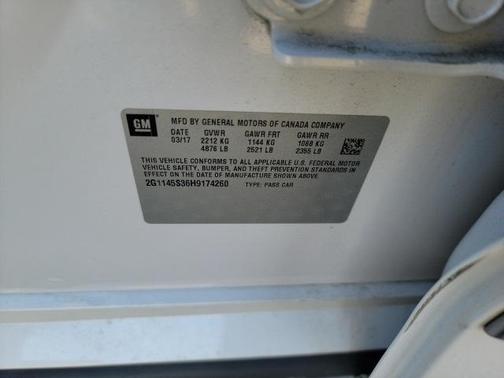 GM
MFD BY GENERAL MOTORS OF CANADA COMPANY
DATE GVWR GAWR FRT GAWR RR
03/17 2212 KG 1144 KG 1068 KG
4876 LB 2521 LB 2355 LB
THIS VEHICLE CONFORMS TO ALL APPLICABLE U.S. FEDERAL MOTOR
VEHICLE SAFETY, BUMPER, AND THEFT PREVENTION STANDARDS IN
EFFECT ON THE DATE OF MANUFACTURE SHOWN ABOVE.
2G1145S36H9174260 TYPE: PASS CAR